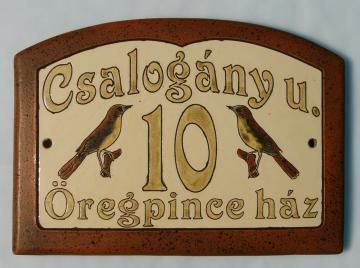 Csalogány u.
10
Öregpince ház